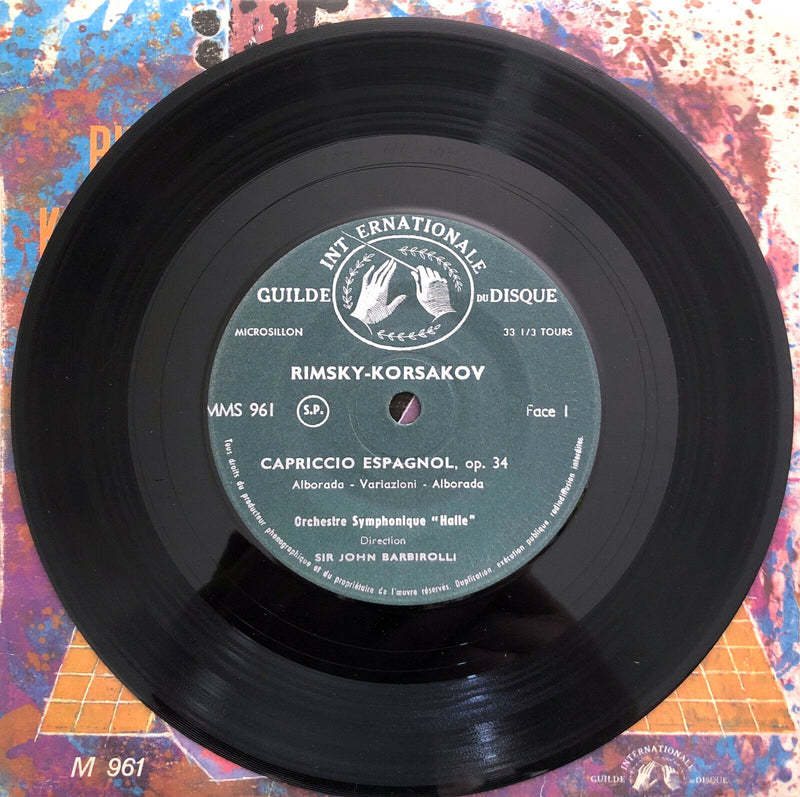 INTERNATIONALE
GUILDE DU DISQUE
MICROSILLON
33 1/3 TOURS
RIMSKY-KORSAKOV
MMS 961
S.P.
Face 1
CAPRICCIO ESPAGNOL, op. 34
Alborada - Variazioni - Alborada
Orchestre Symphonique "Halle"
Direction
SIR JOHN BARBIROLLI
Tous droits du producteur phonographique et du propriétaire de l'œuvre réservés. Duplication, exécution publique, radiodiffusion interdites.
M 961
INTERNATIONALE
GUILDE DU DISQUE